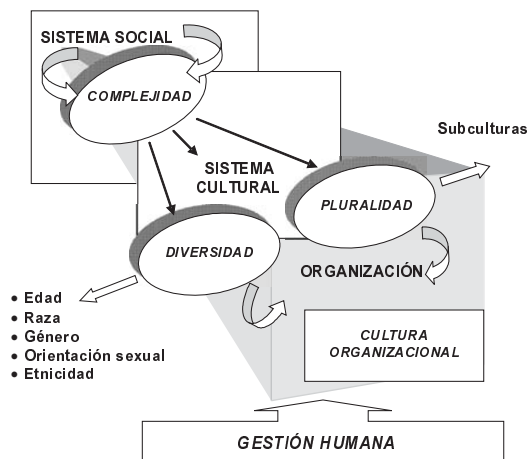 SISTEMA SOCIAL
COMPLEJIDAD
Subculturas
SISTEMA
CULTURAL
PLURALIDAD
DIVERSIDAD
ORGANIZACIÓN
• Edad
• Raza
• Género
• Orientación sexual
• Etnicidad
CULTURA
ORGANIZACIONAL
GESTIÓN HUMANA